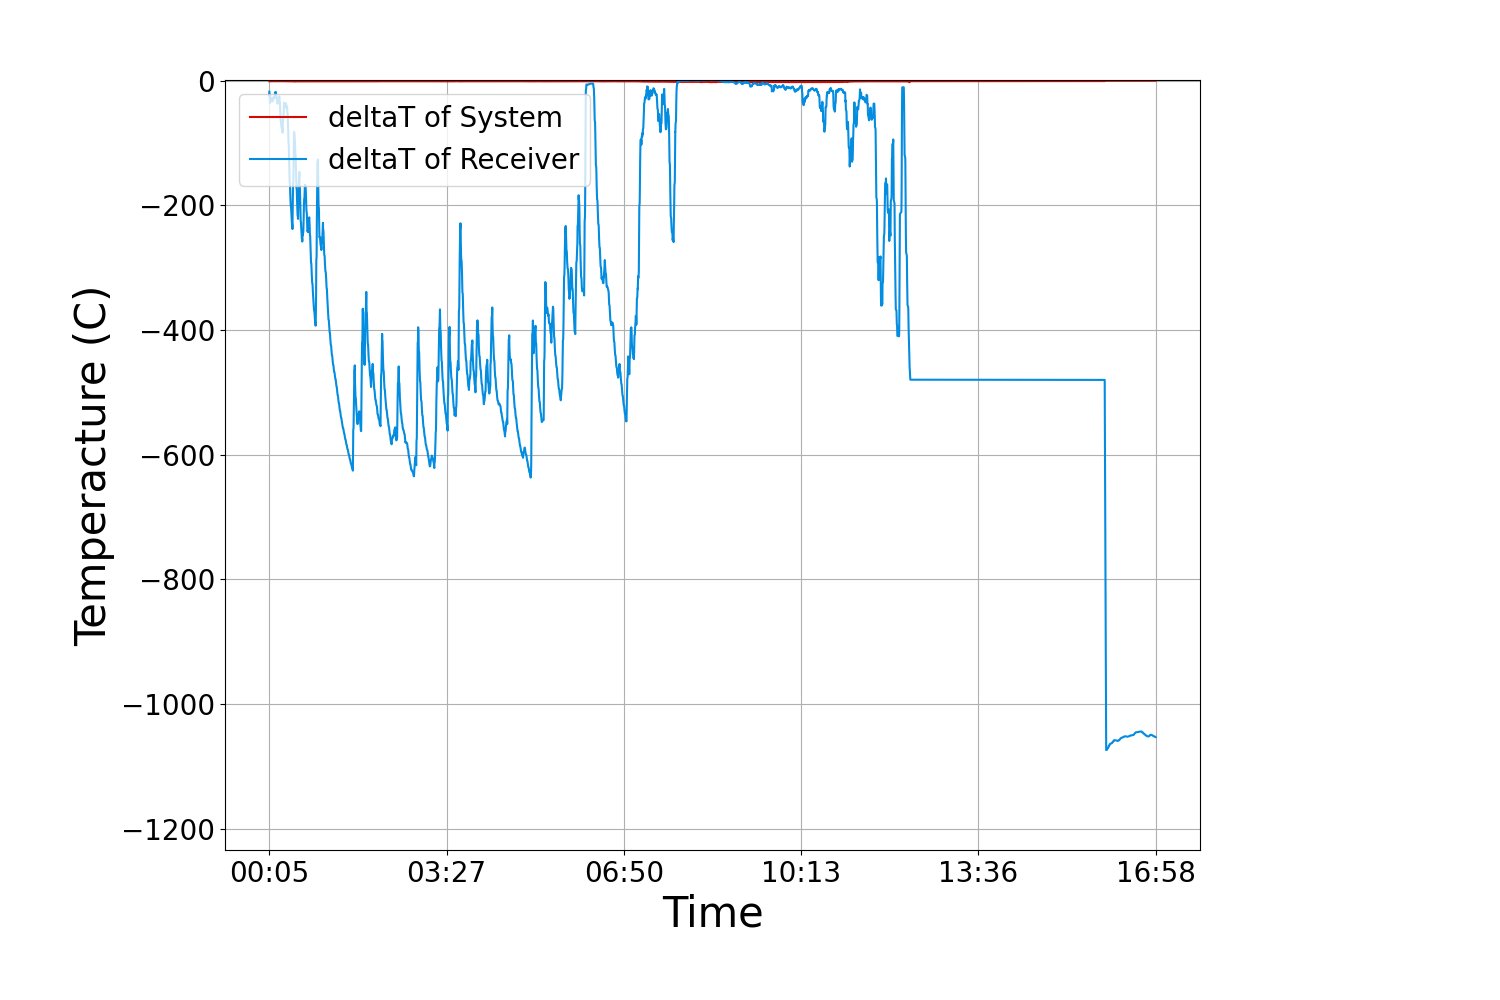 deltaT of System
deltaT of Receiver
0
−200
−400
−600
−800
−1000
−1200
Temperacture (C)
00:05 03:27 06:50 10:13 13:36 16:58
Time